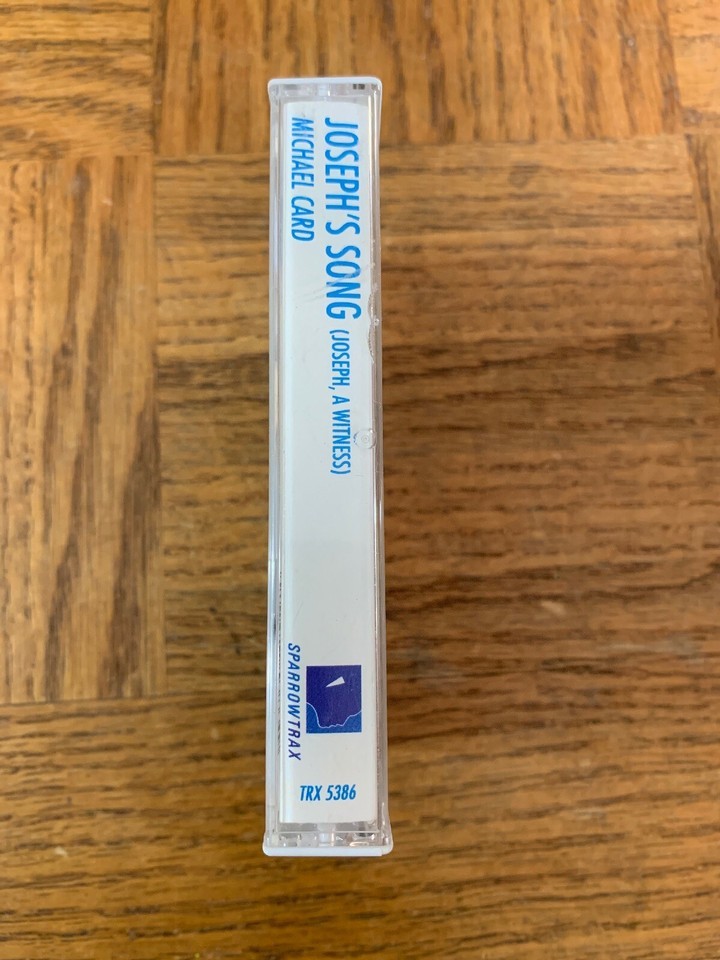 JOSEPH'S SONG (JOSEPH, A WITNESS)
MICHAEL CARD
SPARROWTRAX
TRX 5386